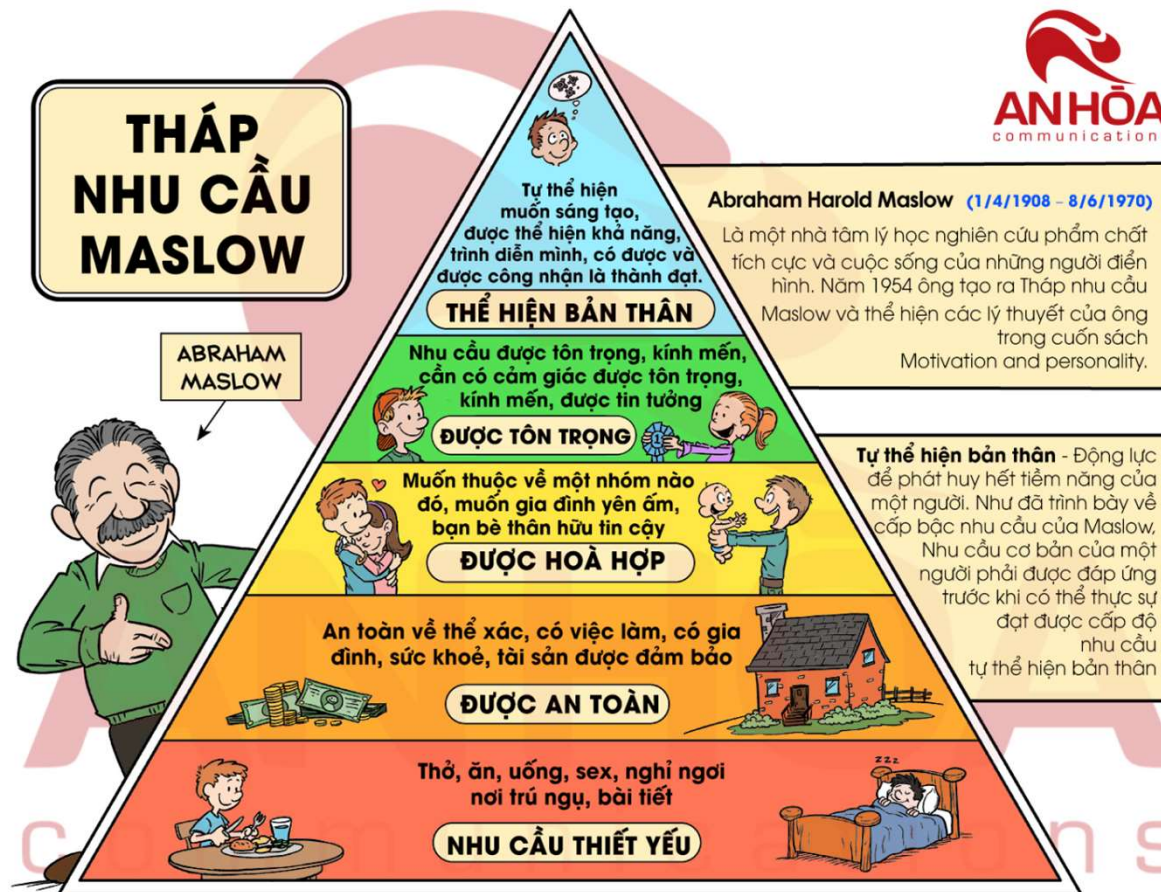 THÁP
NHU CẦU
MASLOW
ABRAHAM
MASLOW
ANHÒA
communication
Tự thể hiện
muốn sáng tạo,
được thể hiện khả năng,
trình diễn mình, có được và
được công nhận là thành đạt.
THỂ HIỆN BẢN THÂN
Nhu cầu được tôn trọng, kính mến,
cần có cảm giác được tôn trọng,
kính mến, được tin tưởng
ĐƯỢC TÔN TRỌNG
1
Muốn thuộc về một nhóm nào
đó, muốn gia đình yên ấm,
bạn bè thân hữu tin cậy
ĐƯỢC HOÀ HỢP
An toàn về thể xác, có việc làm, có gia
đình, sức khoẻ, tài sản được đảm bảo
ĐƯỢC AN TOÀN
Thở, ăn, uống, sex, nghỉ ngơi
nơi trú ngụ, bài tiết
NHU CẦU THIẾT YẾU
zzz
Abraham Harold Maslow (1/4/1908 - 8/6/1970)
Là một nhà tâm lý học nghiên cứu phẩm chất
tích cực và cuộc sống của những người điển
hình. Năm 1954 ông tạo ra Tháp nhu cầu
Maslow và thể hiện các lý thuyết của ông
trong cuốn sách
Motivation and personality.
Tự thể hiện bản thân - Động lực
để phát huy hết tiềm năng của
một người. Như đã trình bày về
cấp bậc nhu cầu của Maslow,
Nhu cầu cơ bản của một
người phải được đáp ứng
trước khi có thể thực sự
đạt được cấp độ
nhu cầu
tự thể hiện bản thân